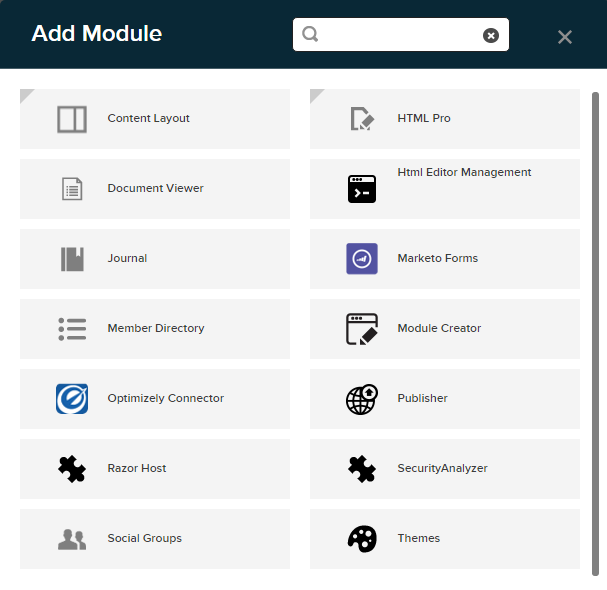 Add Module
Content Layout
HTML Pro
Document Viewer
Html Editor Management
Journal
Marketo Forms
Member Directory
Module Creator
Optimizely Connector
Publisher
Razor Host
SecurityAnalyzer
Social Groups
Themes